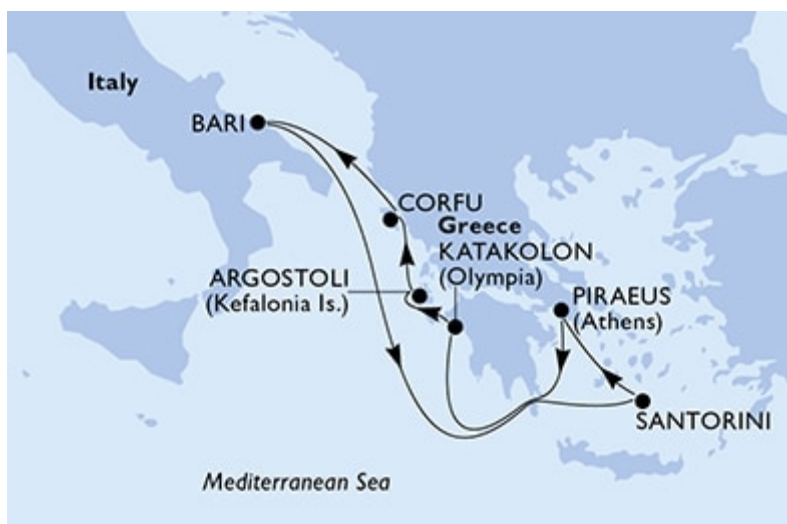 Italy
BARI
CORFU
Greece
KATAKOLON
(Olympia)
ARGOSTOLI
(Kefalonia Is.)
PIRAEUS
(Athens)
SANTORINI
Mediterranean Sea